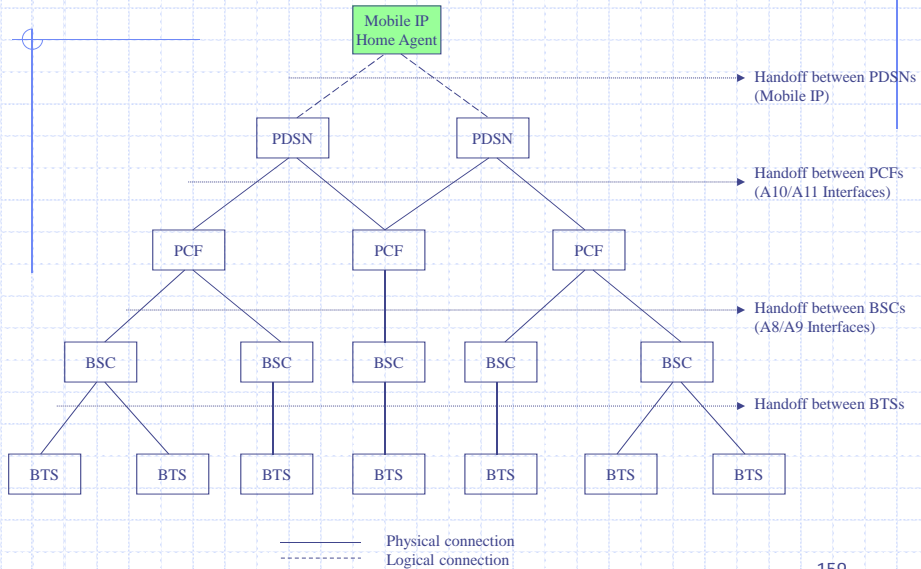 Mobile IP
Home Agent
Handoff between PDSNs
(Mobile IP)
PDSN
PDSN
Handoff between PCFs
(A10/A11 Interfaces)
PCF
PCF
PCF
Handoff between BSCs
(A8/A9 Interfaces)
BSC
BSC
BSC
BSC
BSC
Handoff between BTSs
BTS
BTS
BTS
BTS
BTS
BTS
BTS
Physical connection
Logical connection